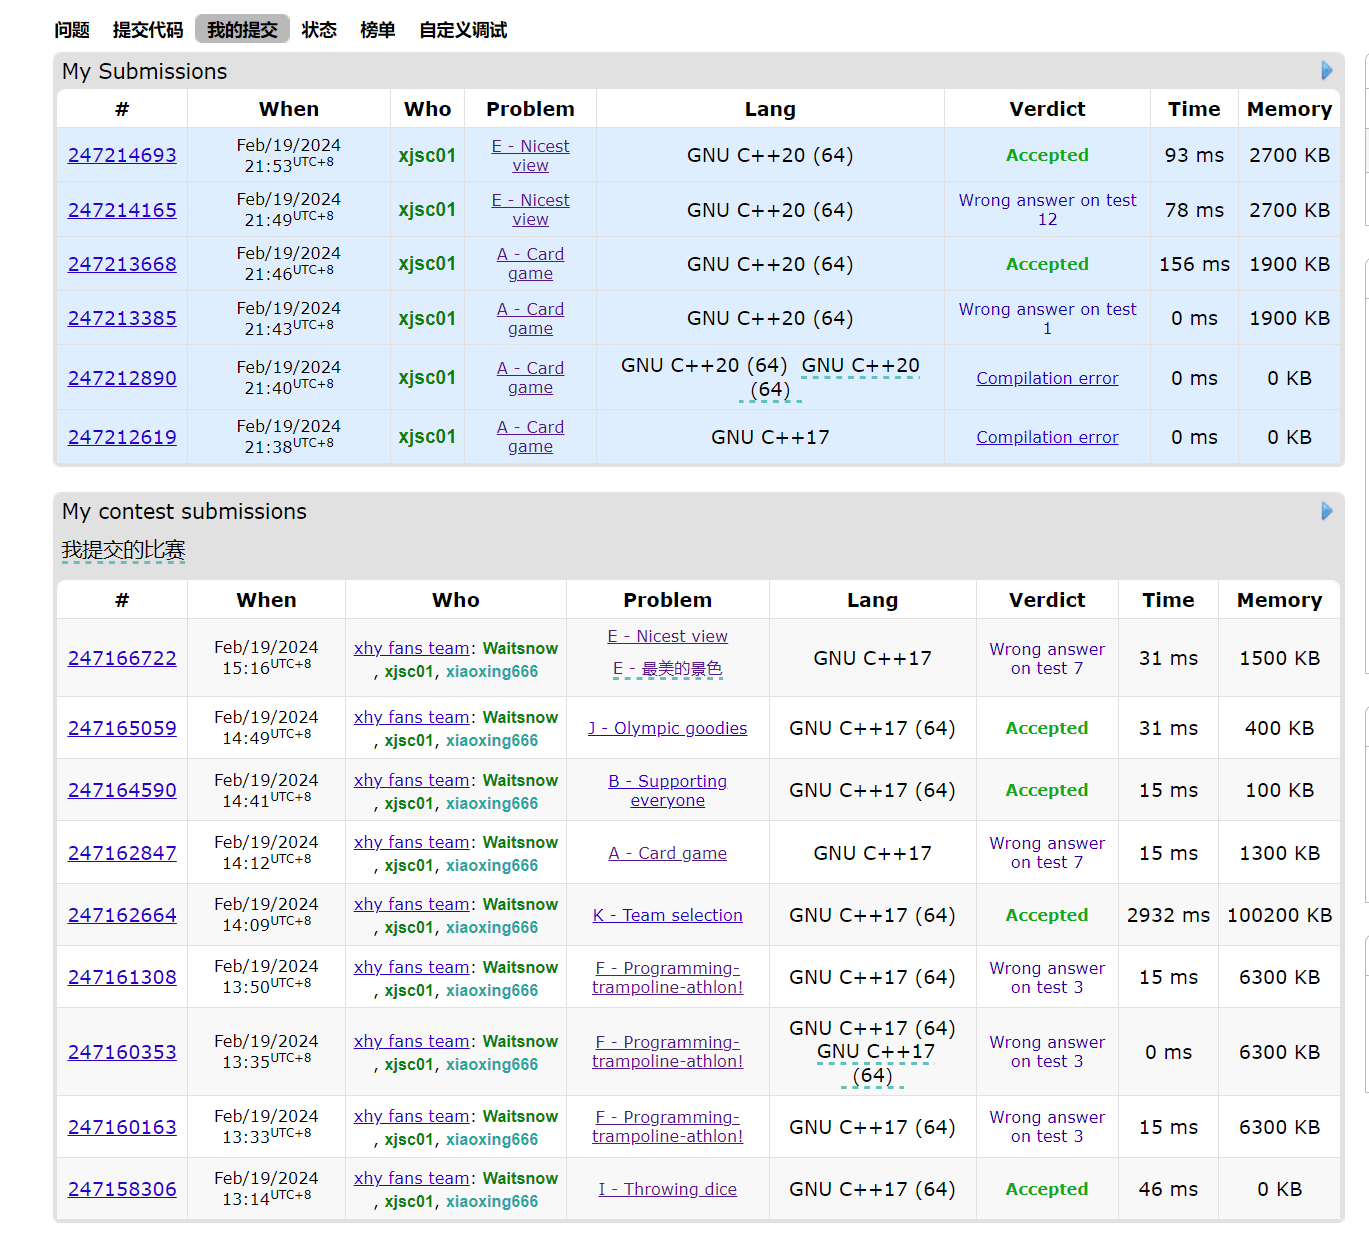 问题 提交代码 我的提交 状态 榜单 自定义调试
My Submissions
# When Who Problem Lang Verdict Time Memory
247214693 Feb/19/2024 21:53UTC+8 xjsc01 E - Nicest view GNU C++20 (64) Accepted 93 ms 2700 KB
247214165 Feb/19/2024 21:49UTC+8 xjsc01 E - Nicest view GNU C++20 (64) Wrong answer on test 12 78 ms 2700 KB
247213668 Feb/19/2024 21:46UTC+8 xjsc01 A - Card game GNU C++20 (64) Accepted 156 ms 1900 KB
247213385 Feb/19/2024 21:43UTC+8 xjsc01 A - Card game GNU C++20 (64) Wrong answer on test 1 0 ms 1900 KB
247212890 Feb/19/2024 21:40UTC+8 xjsc01 A - Card game GNU C++20 (64) GNU C++20 (64) Compilation error 0 ms 0 KB
247212619 Feb/19/2024 21:38UTC+8 xjsc01 A - Card game GNU C++17 Compilation error 0 ms 0 KB
My contest submissions
我提交的比赛
# When Who Problem Lang Verdict Time Memory
247166722 Feb/19/2024 15:16UTC+8 xhy fans team: Waitsnow, xjsc01, xiaoxing666 E - Nicest view E - 最美的景色 GNU C++17 Wrong answer on test 7 31 ms 1500 KB
247165059 Feb/19/2024 14:49UTC+8 xhy fans team: Waitsnow, xjsc01, xiaoxing666 J - Olympic goodies GNU C++17 (64) Accepted 31 ms 400 KB
247164590 Feb/19/2024 14:41UTC+8 xhy fans team: Waitsnow, xjsc01, xiaoxing666 B - Supporting everyone GNU C++17 (64) Accepted 15 ms 100 KB
247162847 Feb/19/2024 14:12UTC+8 xhy fans team: Waitsnow, xjsc01, xiaoxing666 A - Card game GNU C++17 Wrong answer on test 7 15 ms 1300 KB
247162664 Feb/19/2024 14:09UTC+8 xhy fans team: Waitsnow, xjsc01, xiaoxing666 K - Team selection GNU C++17 (64) Accepted 2932 ms 100200 KB
247161308 Feb/19/2024 13:50UTC+8 xhy fans team: Waitsnow, xjsc01, xiaoxing666 F - Programming-trampoline-athlon! GNU C++17 (64) Wrong answer on test 3 15 ms 6300 KB
247160353 Feb/19/2024 13:35UTC+8 xhy fans team: Waitsnow, xjsc01, xiaoxing666 F - Programming-trampoline-athlon! GNU C++17 (64) GNU C++17 (64) Wrong answer on test 3 0 ms 6300 KB
247160163 Feb/19/2024 13:33UTC+8 xhy fans team: Waitsnow, xjsc01, xiaoxing666 F - Programming-trampoline-athlon! GNU C++17 (64) Wrong answer on test 3 15 ms 6300 KB
247158306 Feb/19/2024 13:14UTC+8 xhy fans team: Waitsnow, xjsc01, xiaoxing666 I - Throwing dice GNU C++17 (64) Accepted 46 ms 0 KB